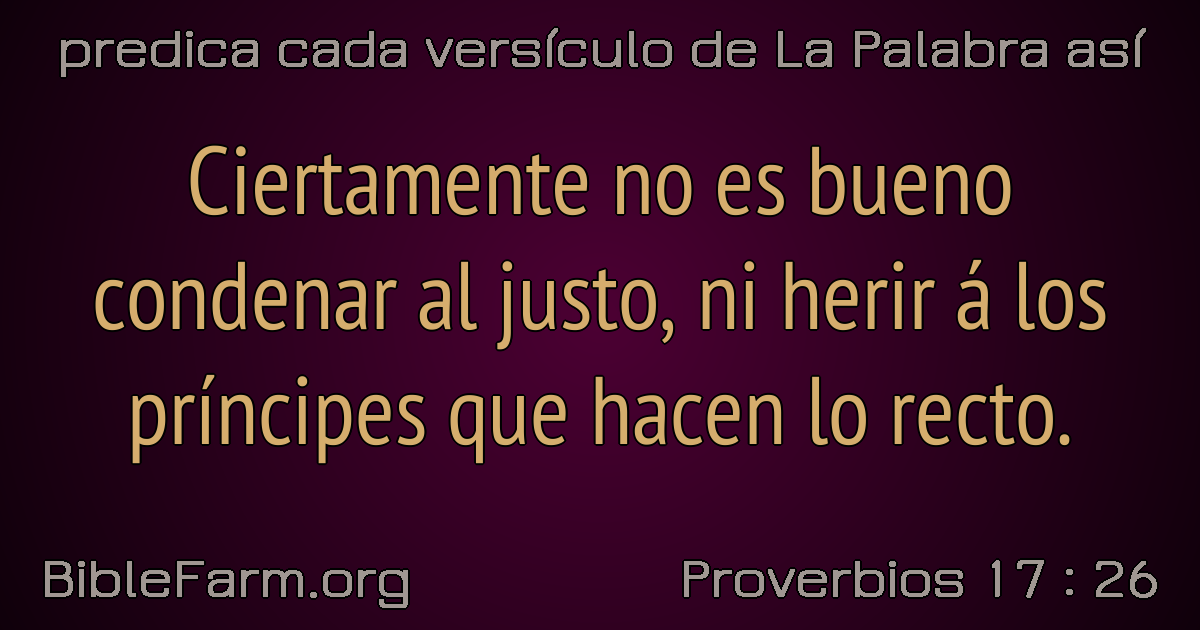 predica cada versículo de La Palabra así
Ciertamente no es bueno
condenar al justo, ni herir á los
príncipes que hacen lo recto.
BibleFarm.org
Proverbios 17 : 26